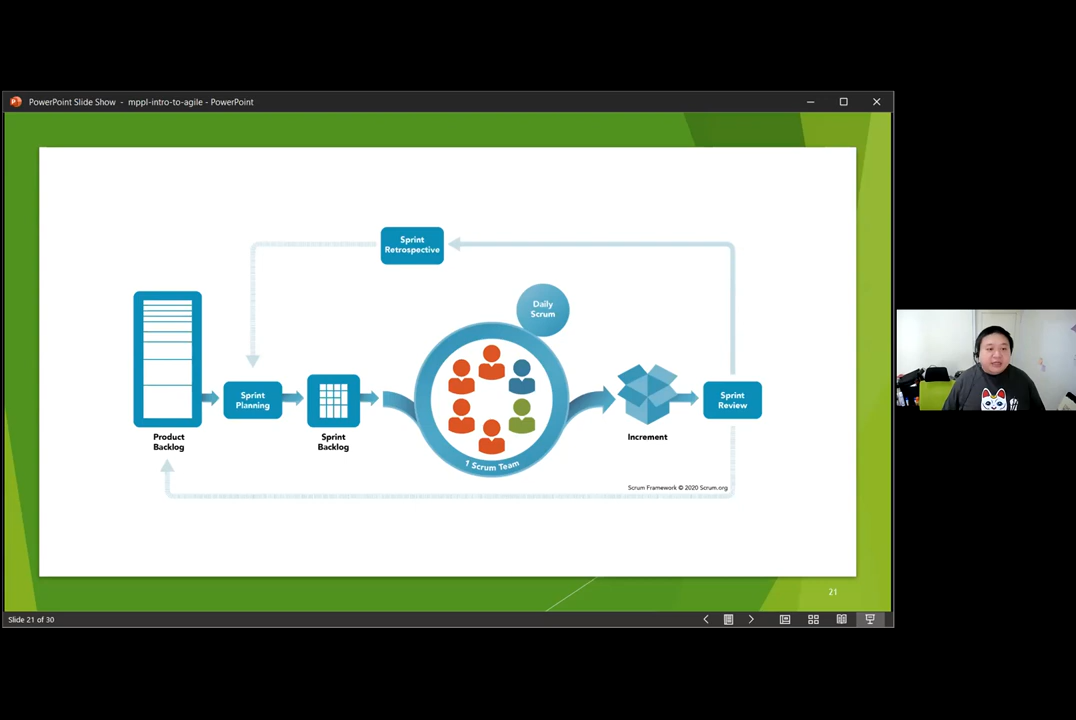 PowerPoint Slide Show - mppl-intro-to-agile - PowerPoint
Sprint
Retrospective
Daily
Scrum
Sprint
Planning
Sprint
Review
1 Scrum Team
Product
Backlog
Sprint
Backlog
Increment
Scrum Framework © 2020 Scrum.org
21
Slide 21 of 30